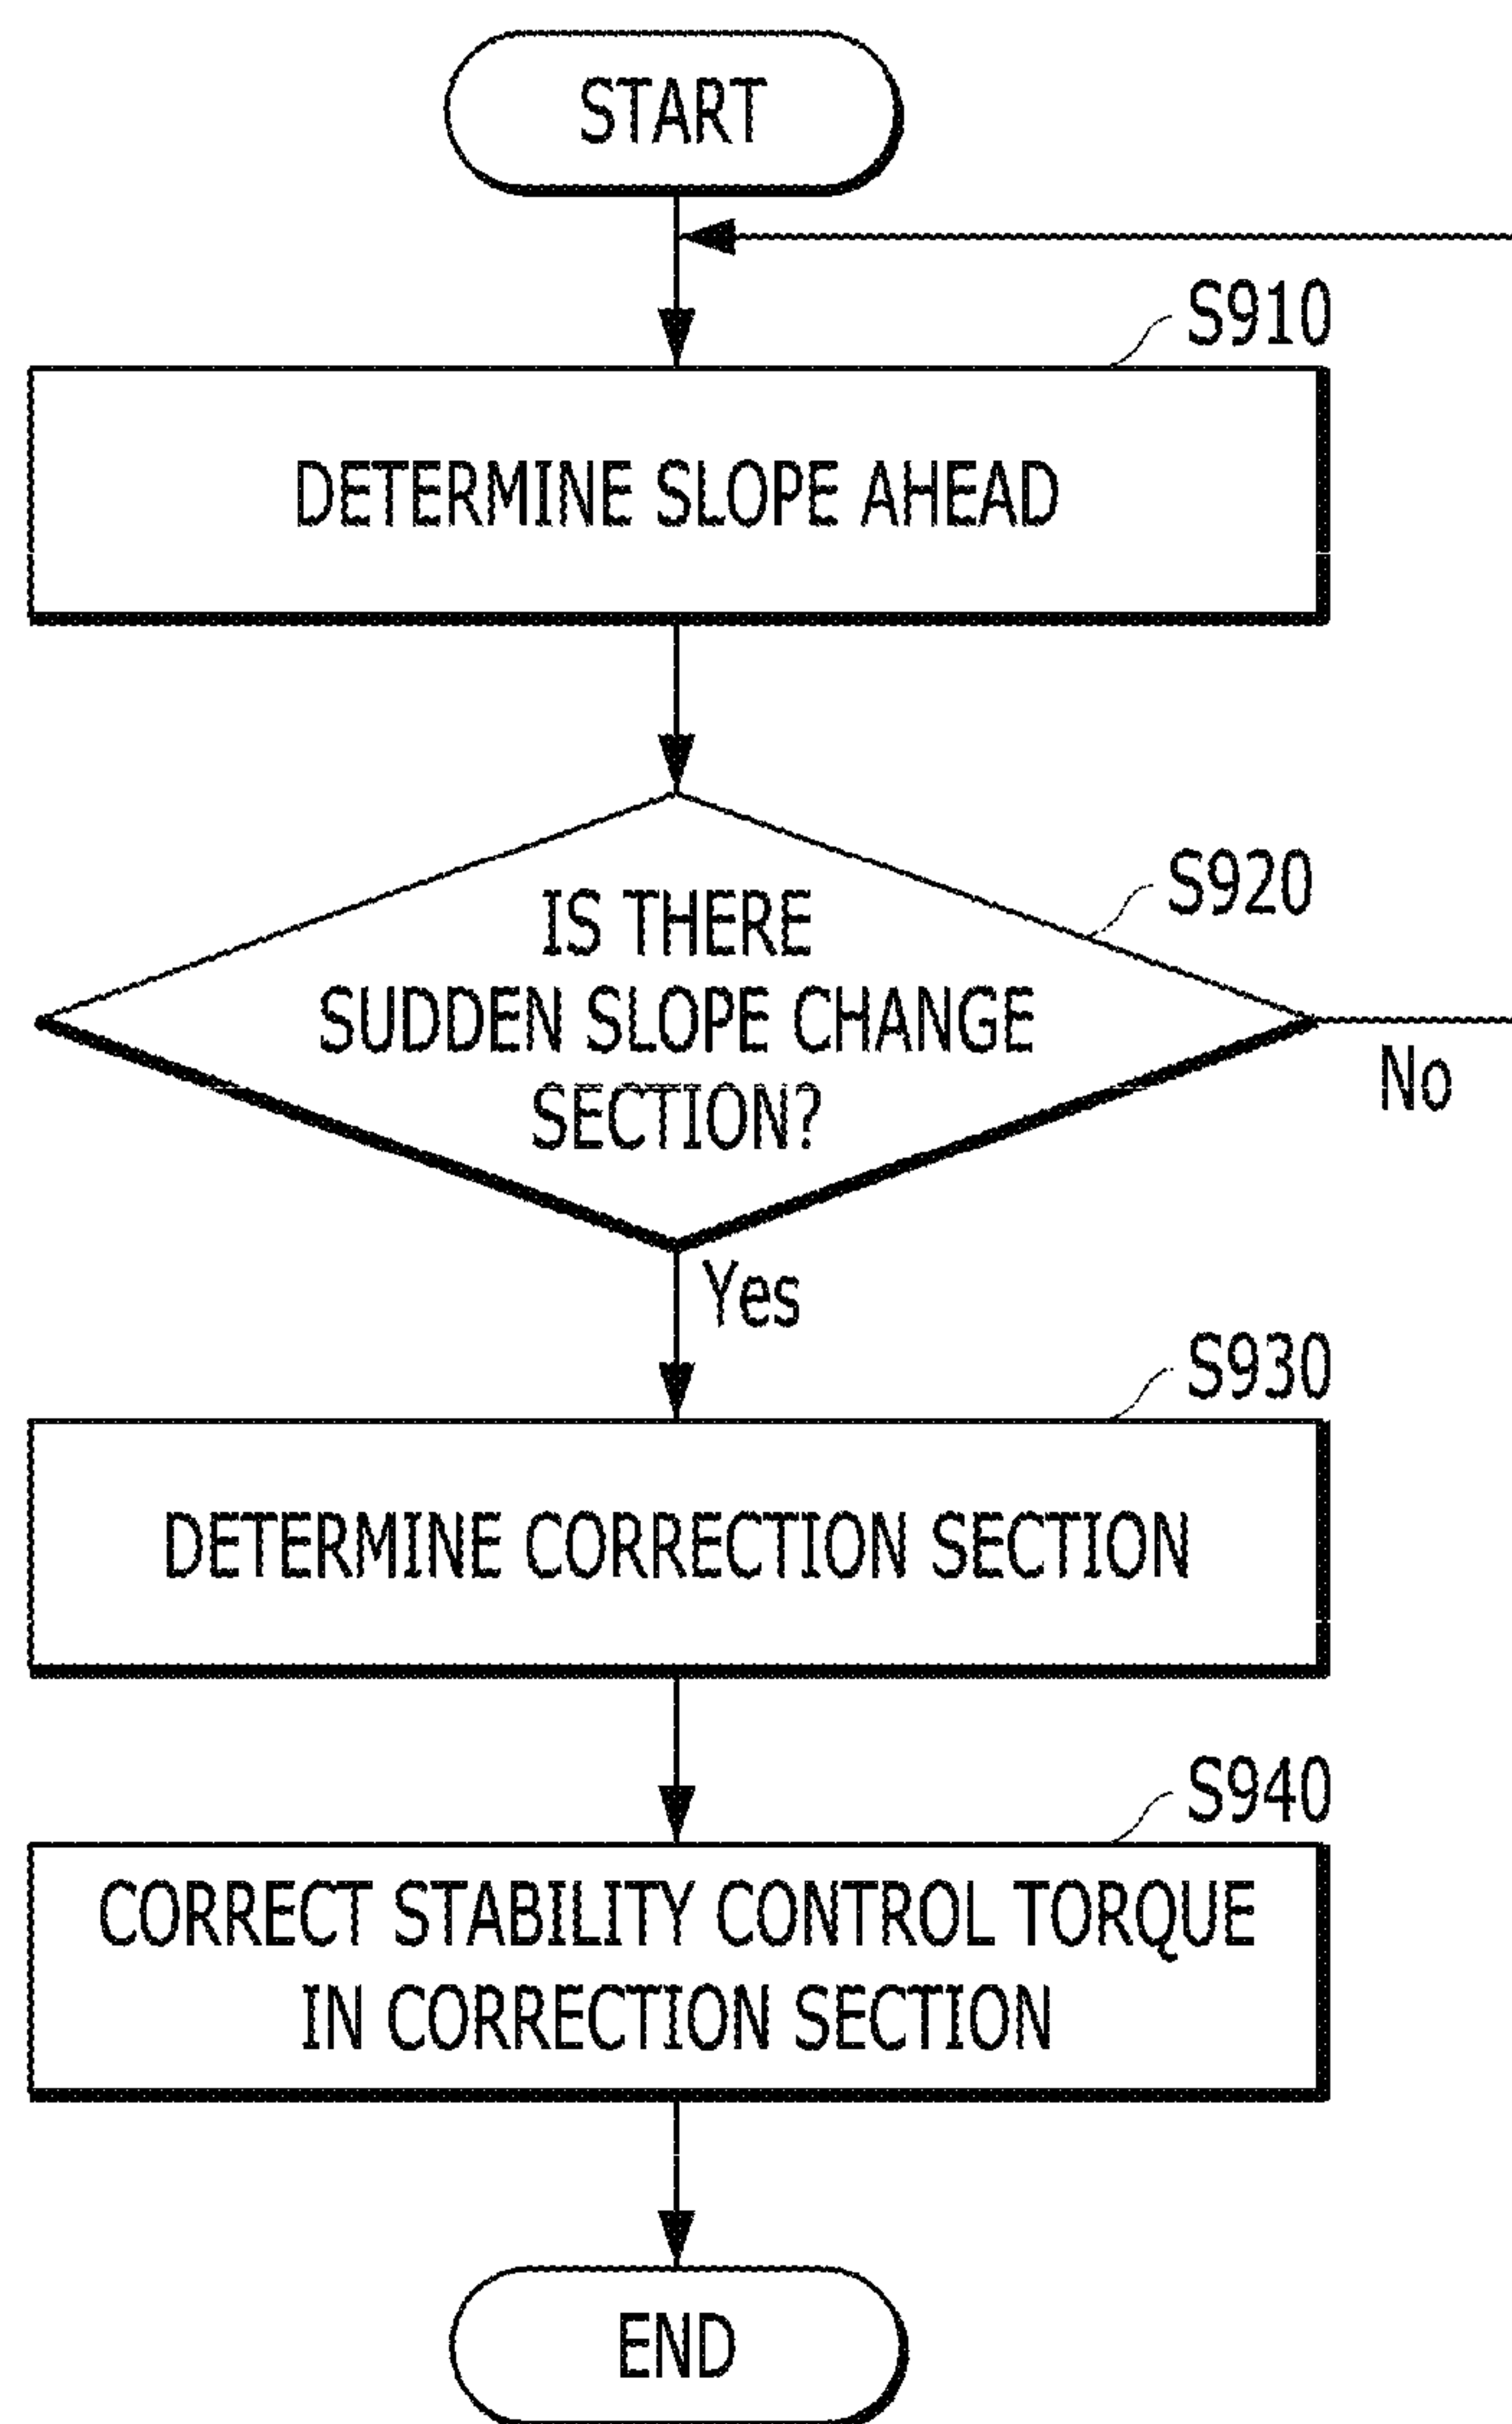 START
S910
DETERMINE SLOPE AHEAD
S920
IS THERE
SUDDEN SLOPE CHANGE
SECTION?
No
Yes
S930
DETERMINE CORRECTION SECTION
S940
CORRECT STABILITY CONTROL TORQUE
IN CORRECTION SECTION
END